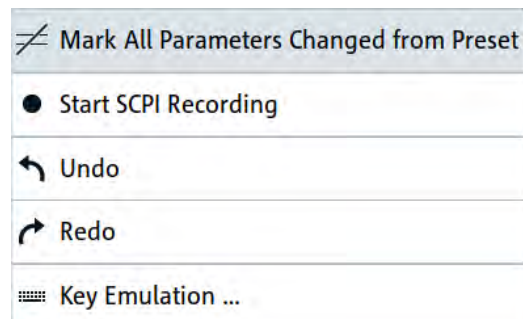 Mark All Parameters Changed from Preset
Start SCPI Recording
Undo
Redo
Key Emulation ...